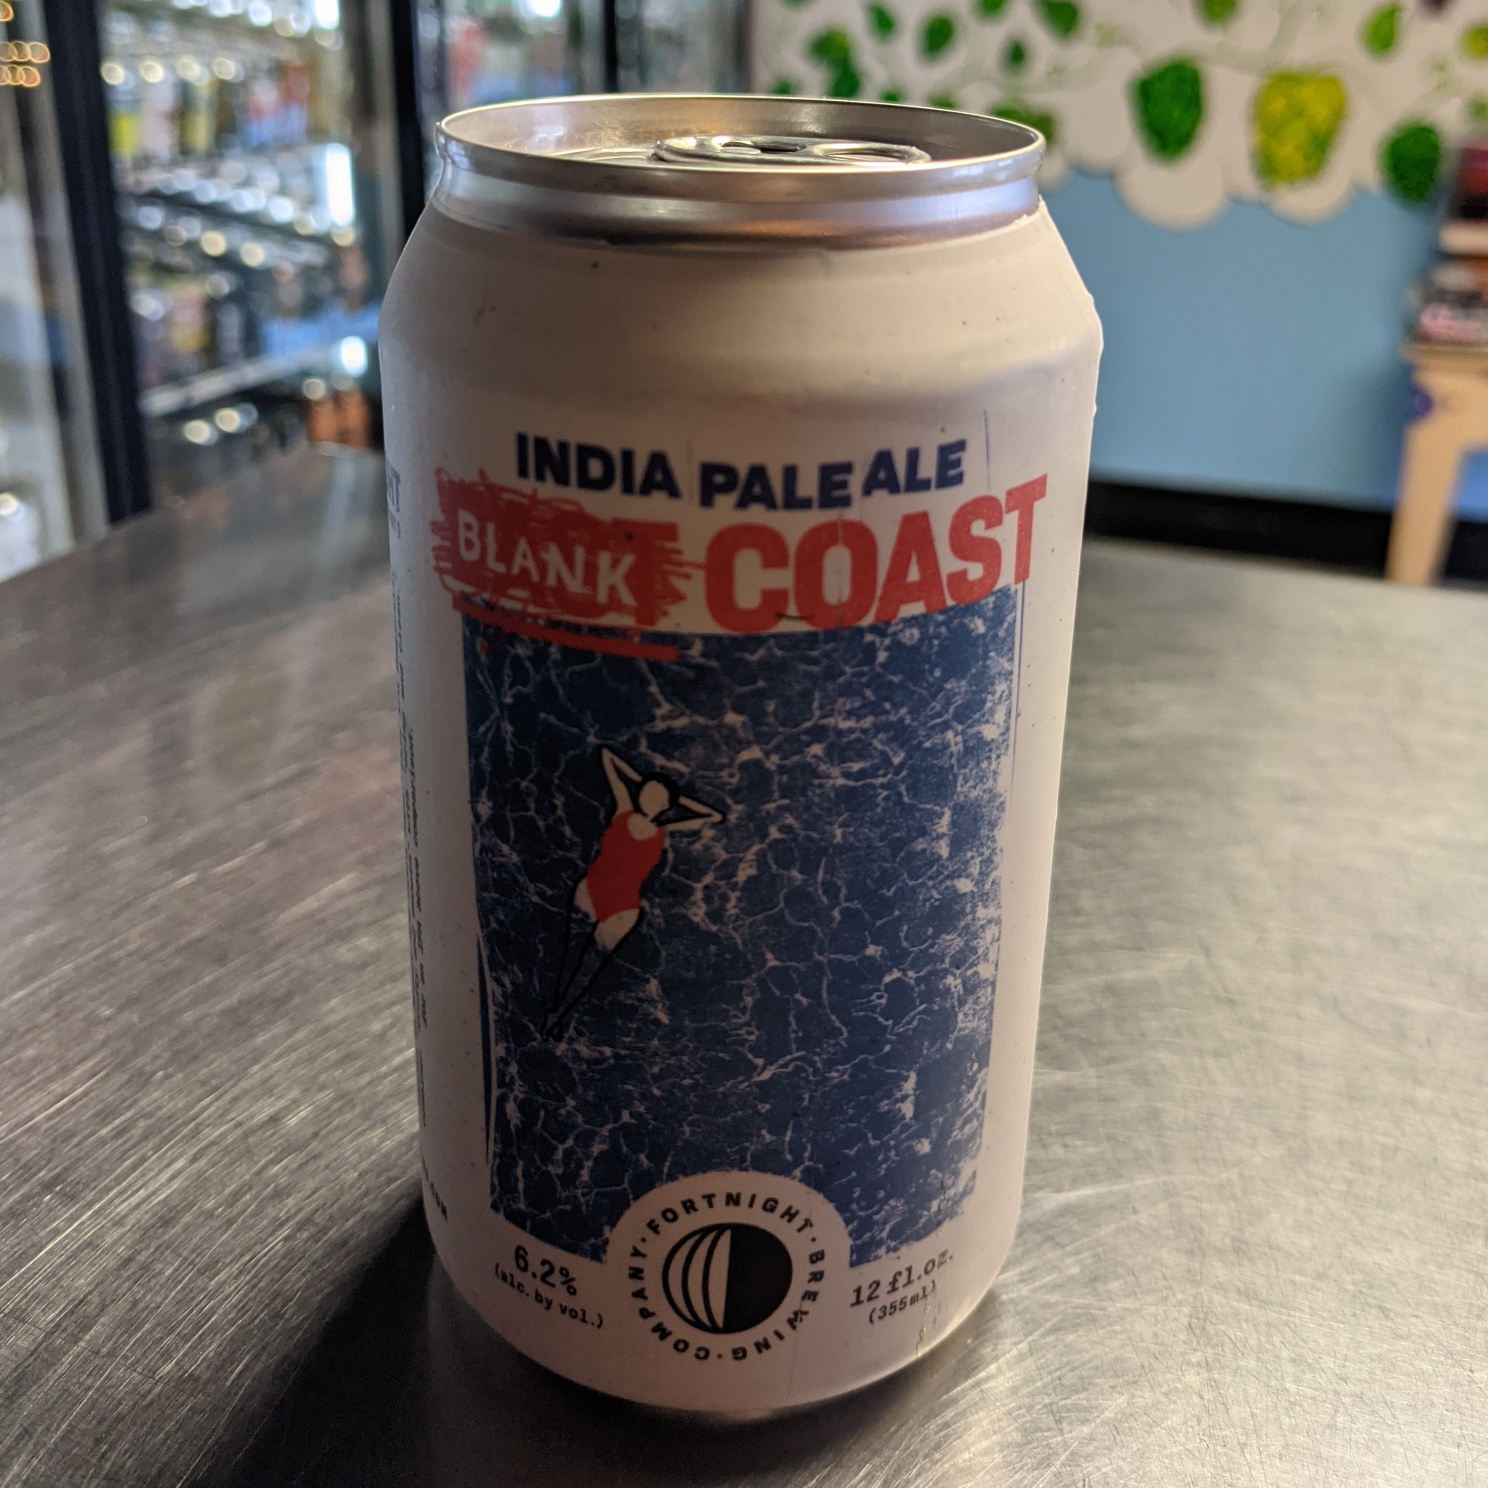 INDIA PALE ALE
BLANK COAST
6.2%
(alc. by vol.)
FORTNIGHT · BREWING · COMPANY ·
12 fl.oz.
(355ml)